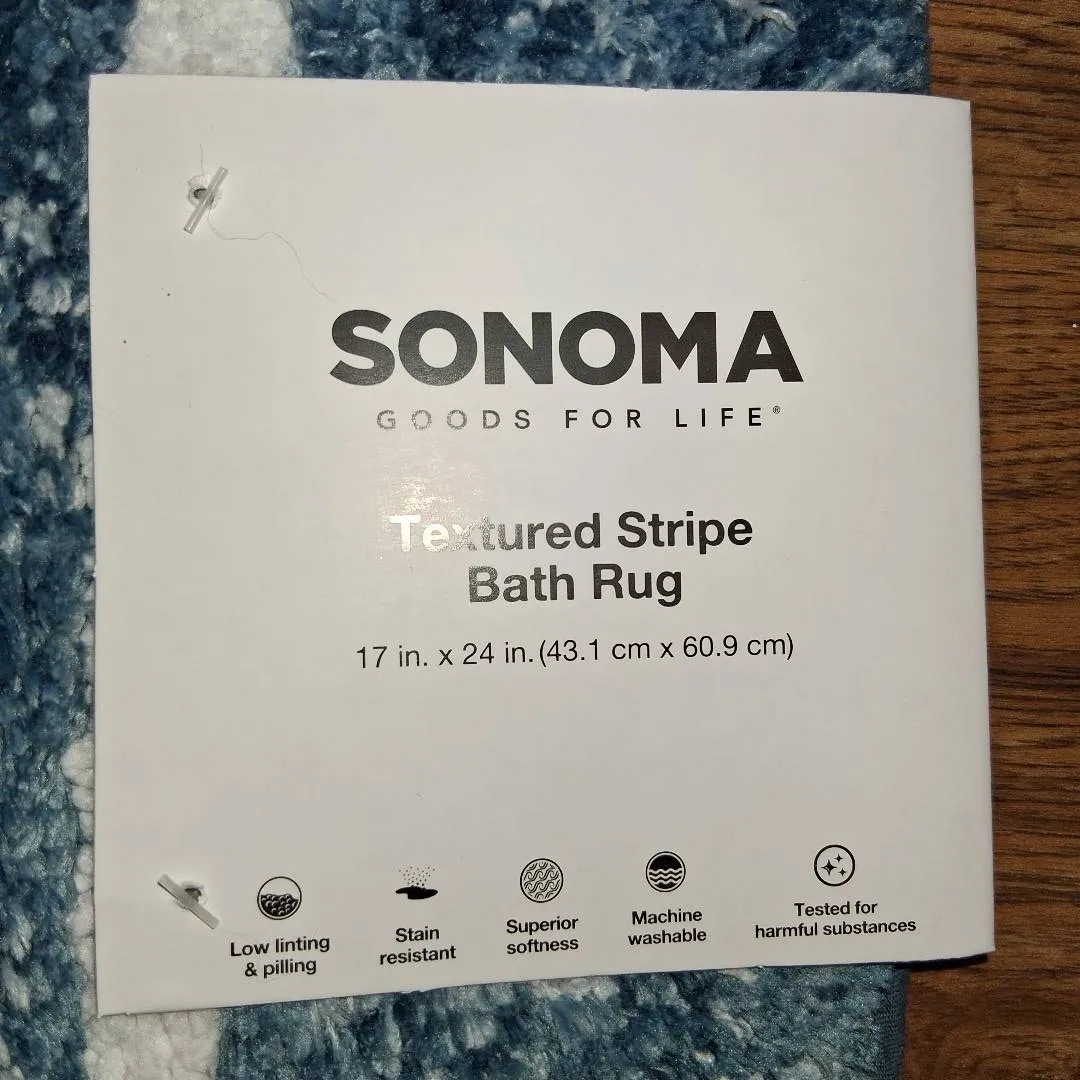 SONOMA
GOODS FOR LIFE®
Textured Stripe
Bath Rug
17 in. x 24 in. (43.1 cm x 60.9 cm)
Low linting
& pilling
Stain
resistant
Superior
softness
Machine
washable
Tested for
harmful substances